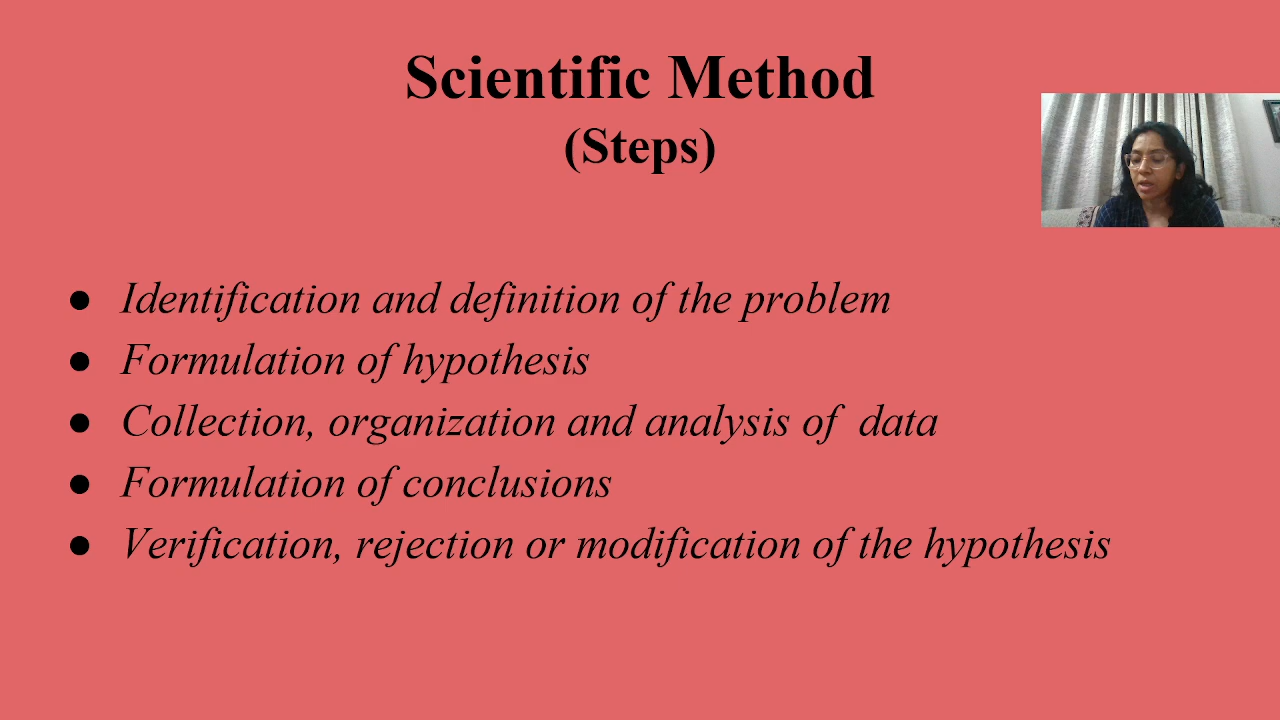 Scientific Method
(Steps)
● Identification and definition of the problem
● Formulation of hypothesis
● Collection, organization and analysis of  data
● Formulation of conclusions
● Verification, rejection or modification of the hypothesis